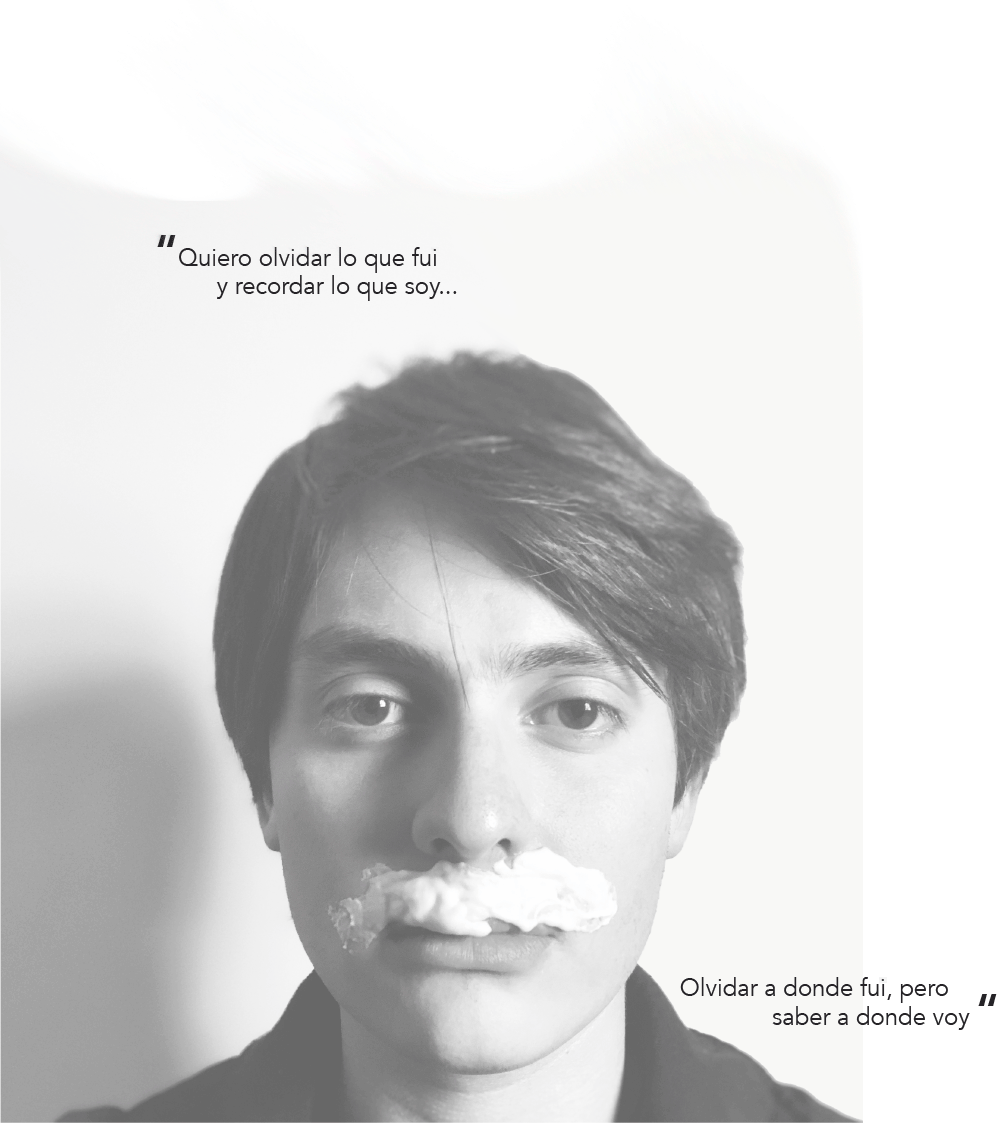 "Quiero olvidar lo que fui
y recordar lo que soy...
Olvidar a donde fui, pero
saber a donde voy"